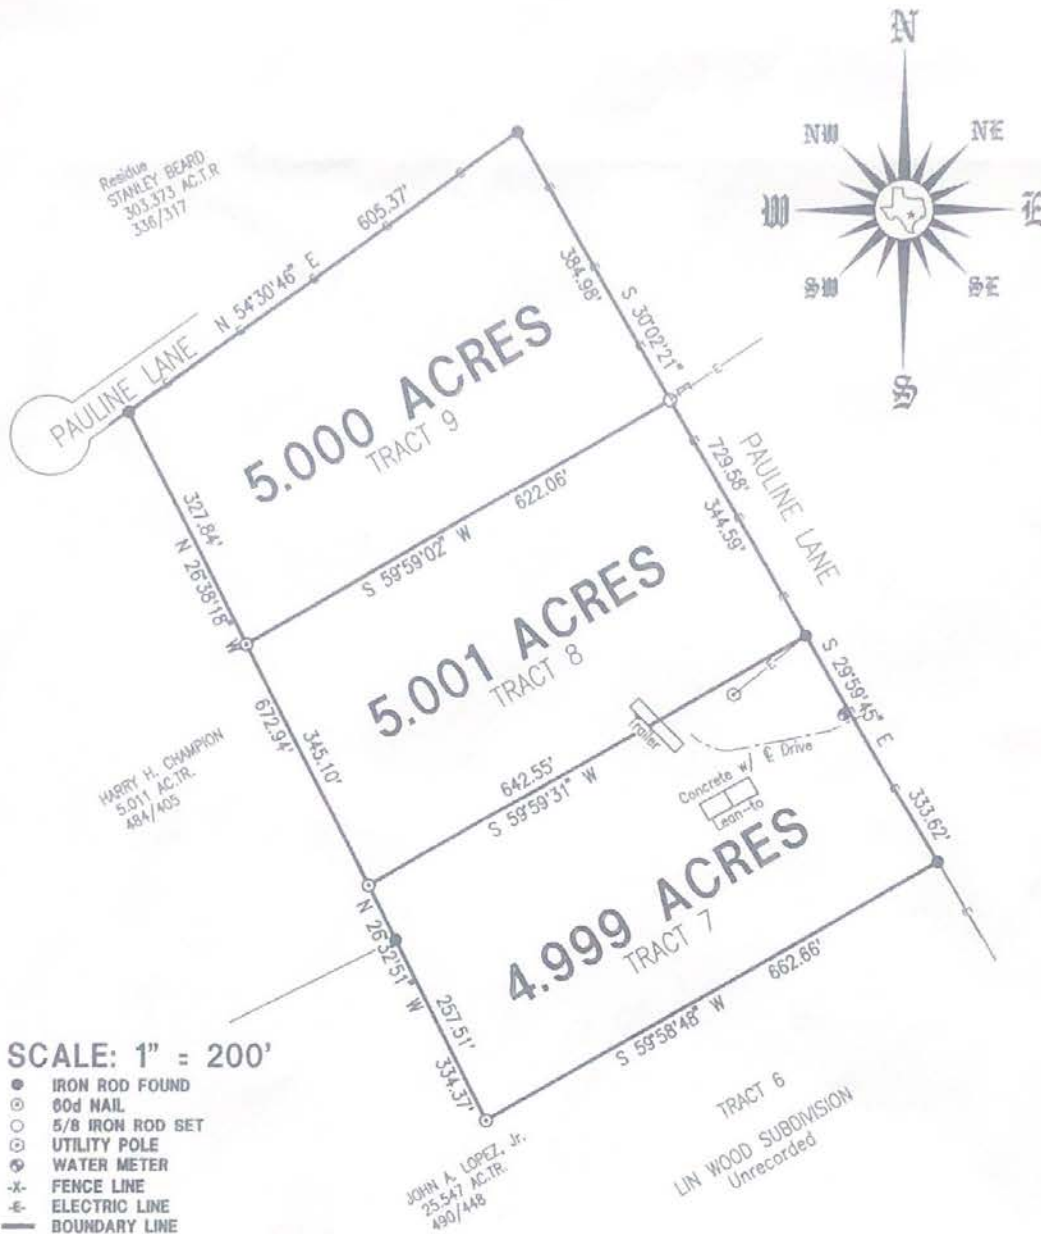 N
NW
NE
W
E
SW
SE
S
Residue
STANLEY BEARD
303.373 AC.T.R
336/317
605.37'
N 54°30'46" E
PAULINE LANE
384.98'
S 30°02'21" E
5.000 ACRES
TRACT 9
E
E
327.84'
N 26°38'18" W
622.06'
S 59°59'02" W
729.58'
PAULINE LANE
344.59'
5.001 ACRES
TRACT 8
672.94'
345.10'
HARRY H. CHAMPION
5.011 AC.TR.
484/405
E
S 29°59'45" E
Trailer
642.55'
S 59°59'31" W
Concrete w/ ℄ Drive
Lean-to
333.62'
4.999 ACRES
TRACT 7
N 26°32'51" W
257.51'
334.37'
662.66'
S 59°58'48" W
SCALE: 1" = 200'
IRON ROD FOUND
60d NAIL
5/8 IRON ROD SET
UTILITY POLE
WATER METER
-X- FENCE LINE
-E- ELECTRIC LINE
BOUNDARY LINE
JOHN A. LOPEZ, Jr.
25.547 AC.TR.
490/448
TRACT 6
LIN WOOD SUBDIVISION
Unrecorded